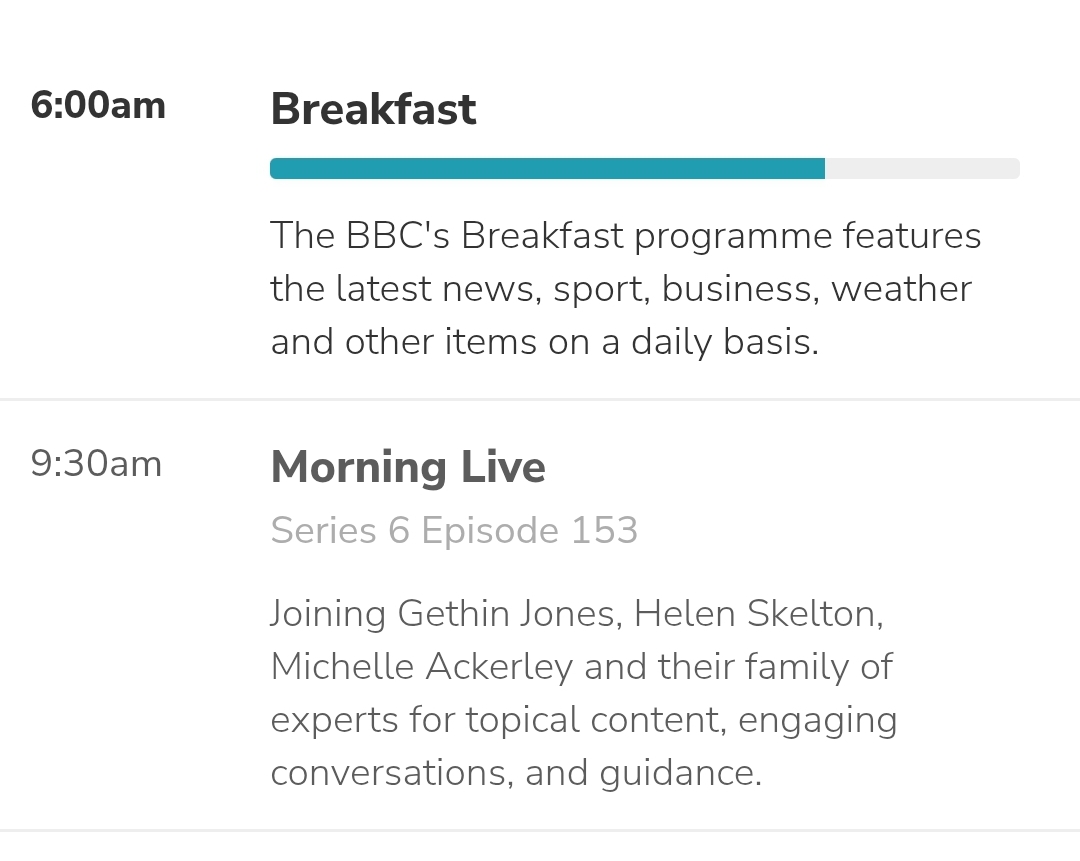 6:00am
Breakfast
The BBC's Breakfast programme features
the latest news, sport, business, weather
and other items on a daily basis.
9:30am
Morning Live
Series 6 Episode 153
Joining Gethin Jones, Helen Skelton,
Michelle Ackerley and their family of
experts for topical content, engaging
conversations, and guidance.